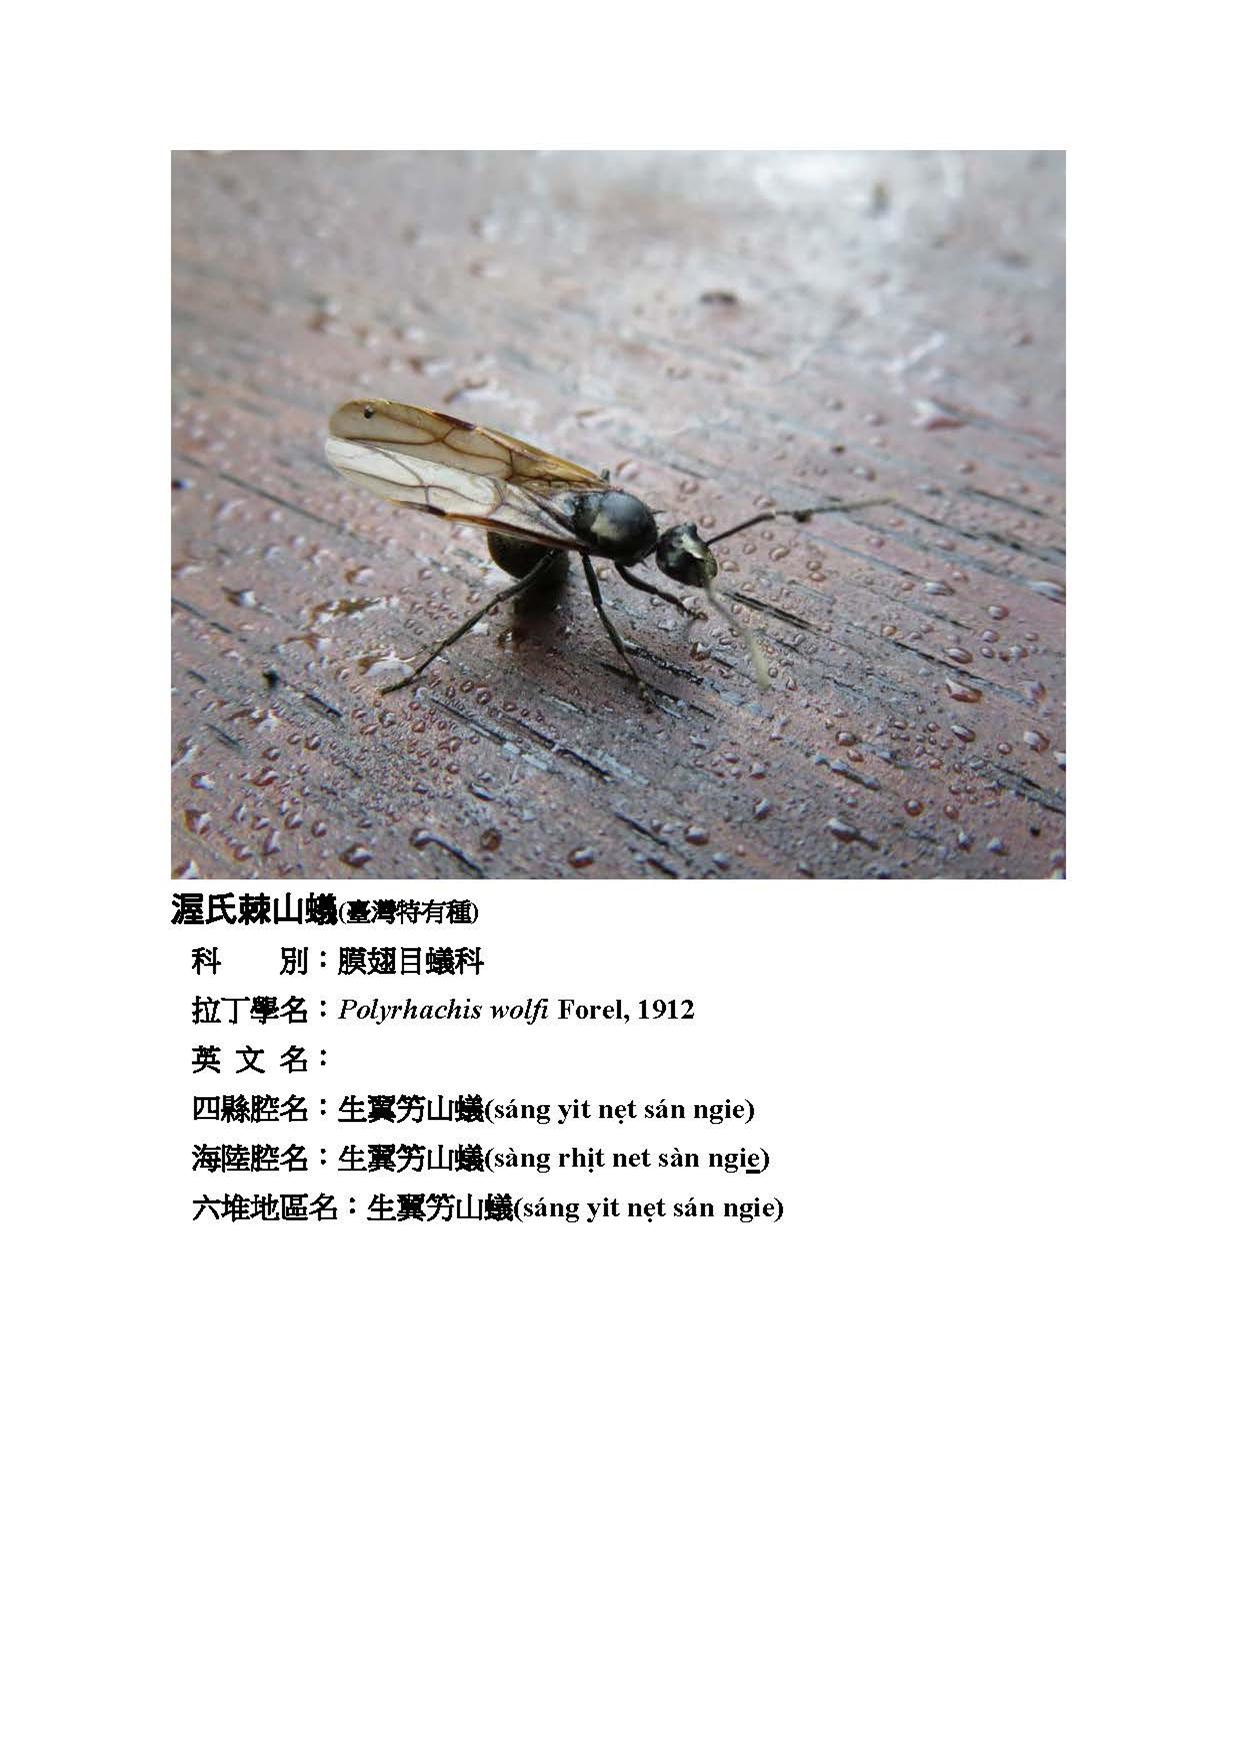 渥氏棘山蟻(臺灣特有種)
科　　別：膜翅目蟻科
拉丁學名：Polyrhachis wolfi Forel, 1912
英 文 名：
四縣腔名：生翼竻山蟻(sáng yit nẹt sán ngie)
海陸腔名：生翼竻山蟻(sàng rhịt net sàn ngie)
六堆地區名：生翼竻山蟻(sáng yit nẹt sán ngie)